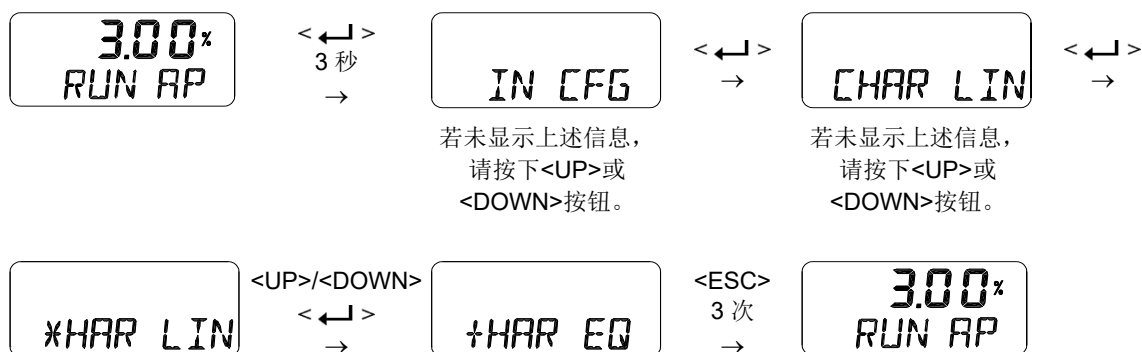 3.00%
RUN AP
<↵>
3 秒
→
IN CFG
若未显示上述信息，
请按下<UP>或
<DOWN>按钮。
<↵>
→
CHAR LIN
若未显示上述信息，
请按下<UP>或
<DOWN>按钮。
<↵>
→
*HAR LIN
<UP>/<DOWN>
<↵>
→
+HAR EQ
<ESC>
3 次
→
3.00%
RUN AP